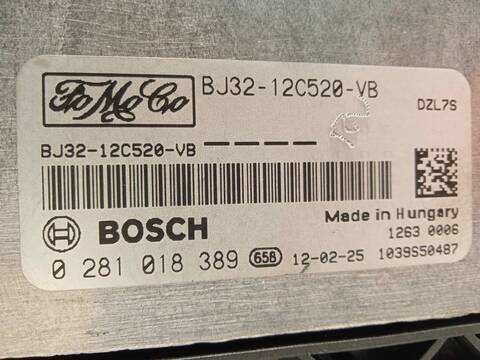 FoMoCo
BJ32-12C520-VB
DZL7S
BJ32-12C520-VB
BOSCH
Made in Hungary
1263 0006
0 281 018 389 658 12-02-25 1039S50487